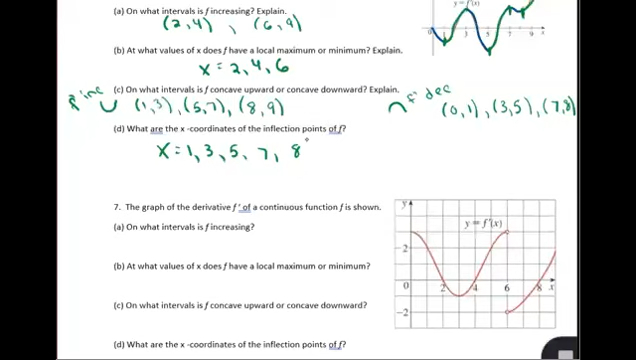 (a) On what intervals is f increasing? Explain.
(2,4) , (6,9)
y = f'(x)
1 3 5 7 9
(b) At what values of x does f have a local maximum or minimum? Explain.
x = 2, 4, 6
(c) On what intervals is f concave upward or concave downward? Explain.
inc (1,3), (5,7), (8,9)
f' dec
(0,1), (3,5), (7,8)
(d) What are the x -coordinates of the inflection points of f?
x = 1, 3, 5, 7, 8
7. The graph of the derivative f' of a continuous function f is shown.
(a) On what intervals is f increasing?
(b) At what values of x does f have a local maximum or minimum?
(c) On what intervals is f concave upward or concave downward?
(d) What are the x -coordinates of the inflection points of f?
y
y = f'(x)
2
0 2 4 6 8 x
−2